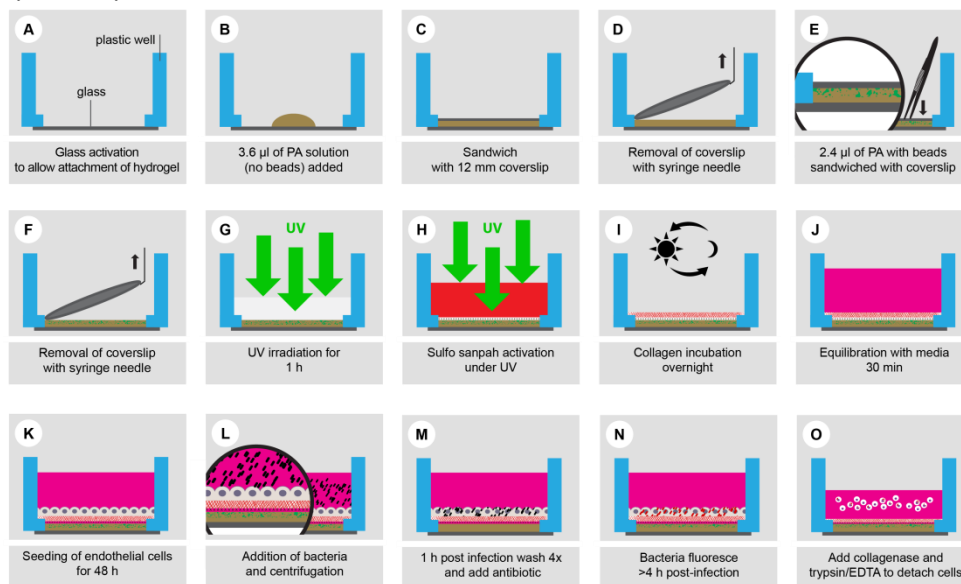 A
plastic well
glass
Glass activation
to allow attachment of hydrogel
B
3.6 µl of PA solution
(no beads) added
C
Sandwich
with 12 mm coverslip
D
Removal of coverslip
with syringe needle
E
2.4 µl of PA with beads
sandwiched with coverslip
F
Removal of coverslip
with syringe needle
G
UV
UV irradiation for
1 h
H
UV
Sulfo sanpah activation
under UV
I
Collagen incubation
overnight
J
Equilibration with media
30 min
K
Seeding of endothelial cells
for 48 h
L
Addition of bacteria
and centrifugation
M
1 h post infection wash 4x
and add antibiotic
N
Bacteria fluoresce
>4 h post-infection
O
Add collagenase and
trypsin/EDTA to detach cells